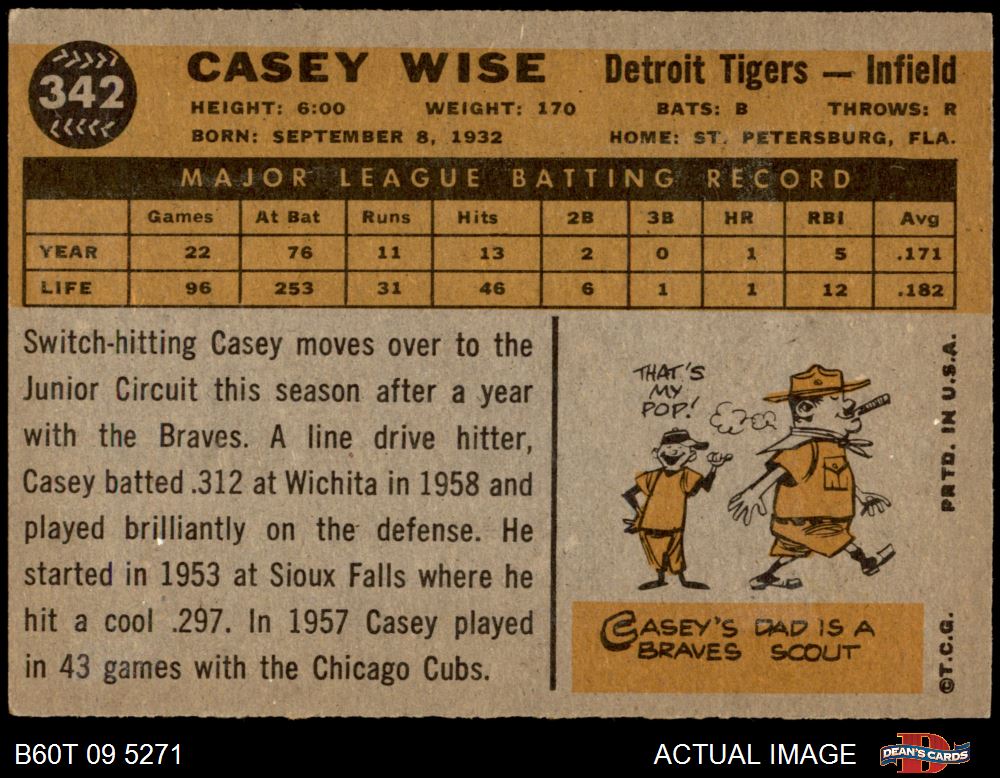 342
CASEY WISE
Detroit Tigers — Infield
HEIGHT: 6:00 WEIGHT: 170 BATS: B THROWS: R
BORN: SEPTEMBER 8, 1932 HOME: ST. PETERSBURG, FLA.
MAJOR LEAGUE BATTING RECORD
Games At Bat Runs Hits 2B 3B HR RBI Avg
YEAR 22 76 11 13 2 0 1 5 .171
LIFE 96 253 31 46 6 1 1 12 .182
Switch-hitting Casey moves over to the
Junior Circuit this season after a year
with the Braves. A line drive hitter,
Casey batted .312 at Wichita in 1958 and
played brilliantly on the defense. He
started in 1953 at Sioux Falls where he
hit a cool .297. In 1957 Casey played
in 43 games with the Chicago Cubs.
THAT'S
MY
POP!
CASEY'S DAD IS A
BRAVES SCOUT
PRTD. IN U.S.A.
©T.C.G.
B60T 09 5271
ACTUAL IMAGE
DEAN'S CARDS